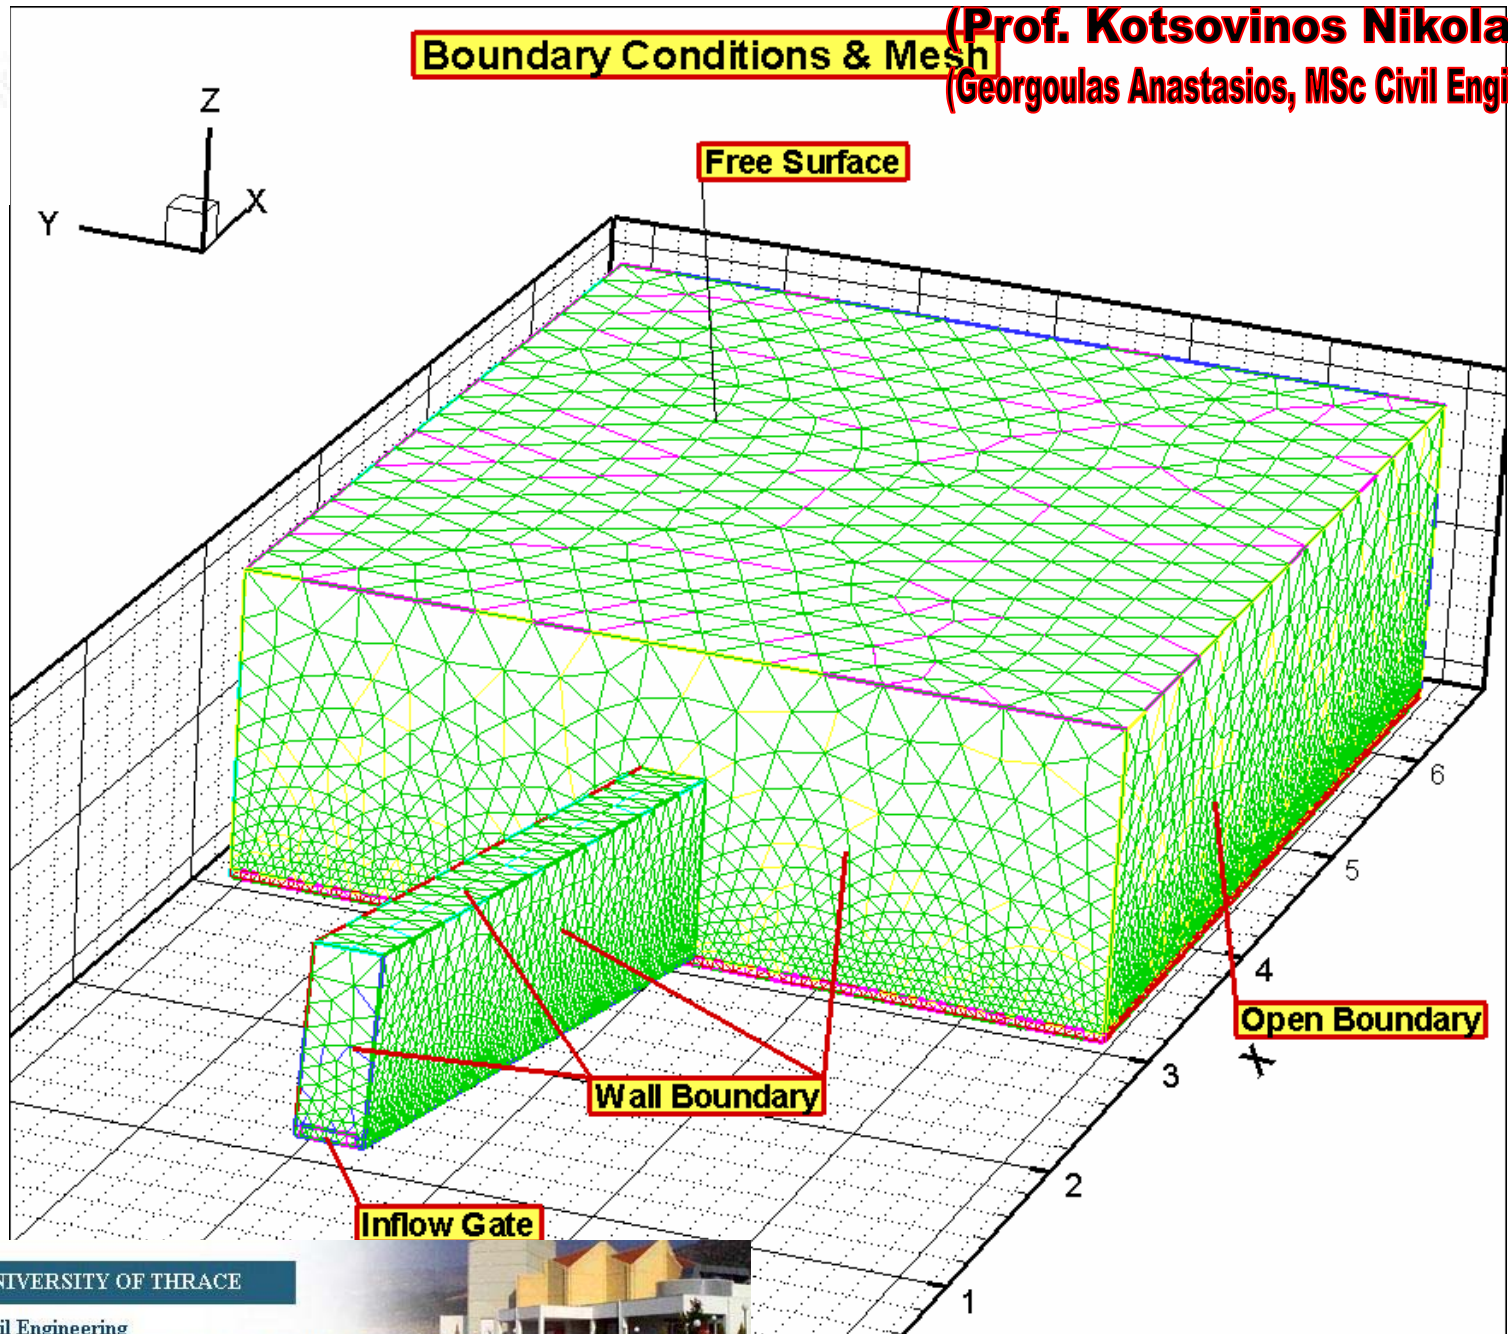 (Prof. Kotsovinos Nikola
Boundary Conditions & Mesh
(Georgoulas Anastasios, MSc Civil Engi
Z
X
Y
Free Surface
6
5
4
Open Boundary
X
3
Wall Boundary
2
Inflow Gate
1
NIVERSITY OF THRACE
il Engineering